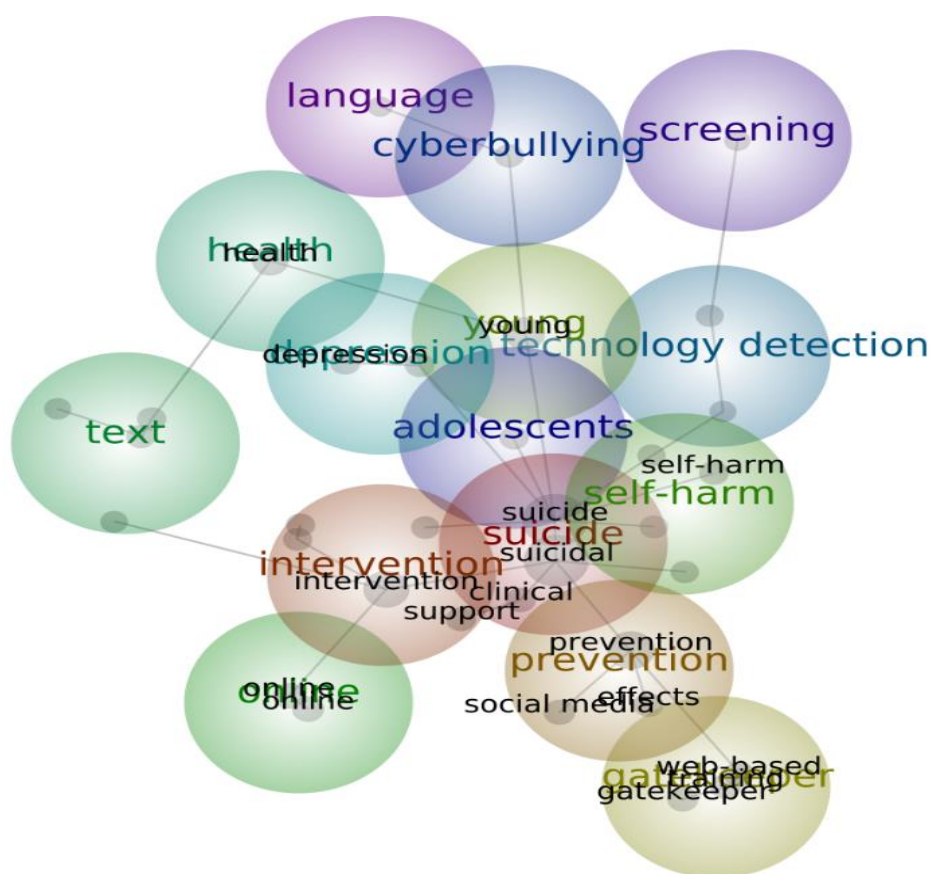 language
cyberbullying
screening
health
health
young
young
technology detection
depression
depression
adolescents
text
self-harm
self-harm
suicide
suicide
suicidal
intervention
intervention
clinical
support
prevention
prevention
online
online
online
effects
social media
web-based
gatekeeper
training
gatekeeper